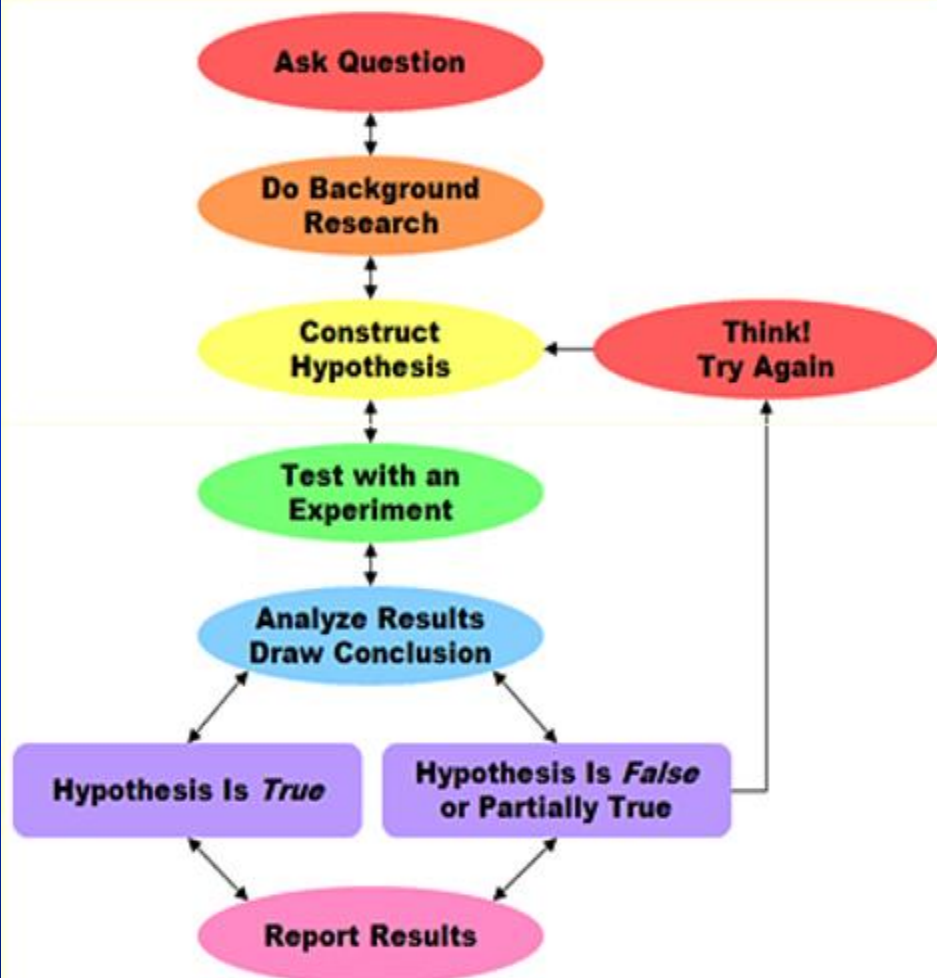 Ask Question
Do Background
Research
Construct
Hypothesis
Think!
Try Again
Test with an
Experiment
Analyze Results
Draw Conclusion
Hypothesis Is True
Hypothesis Is False
or Partially True
Report Results